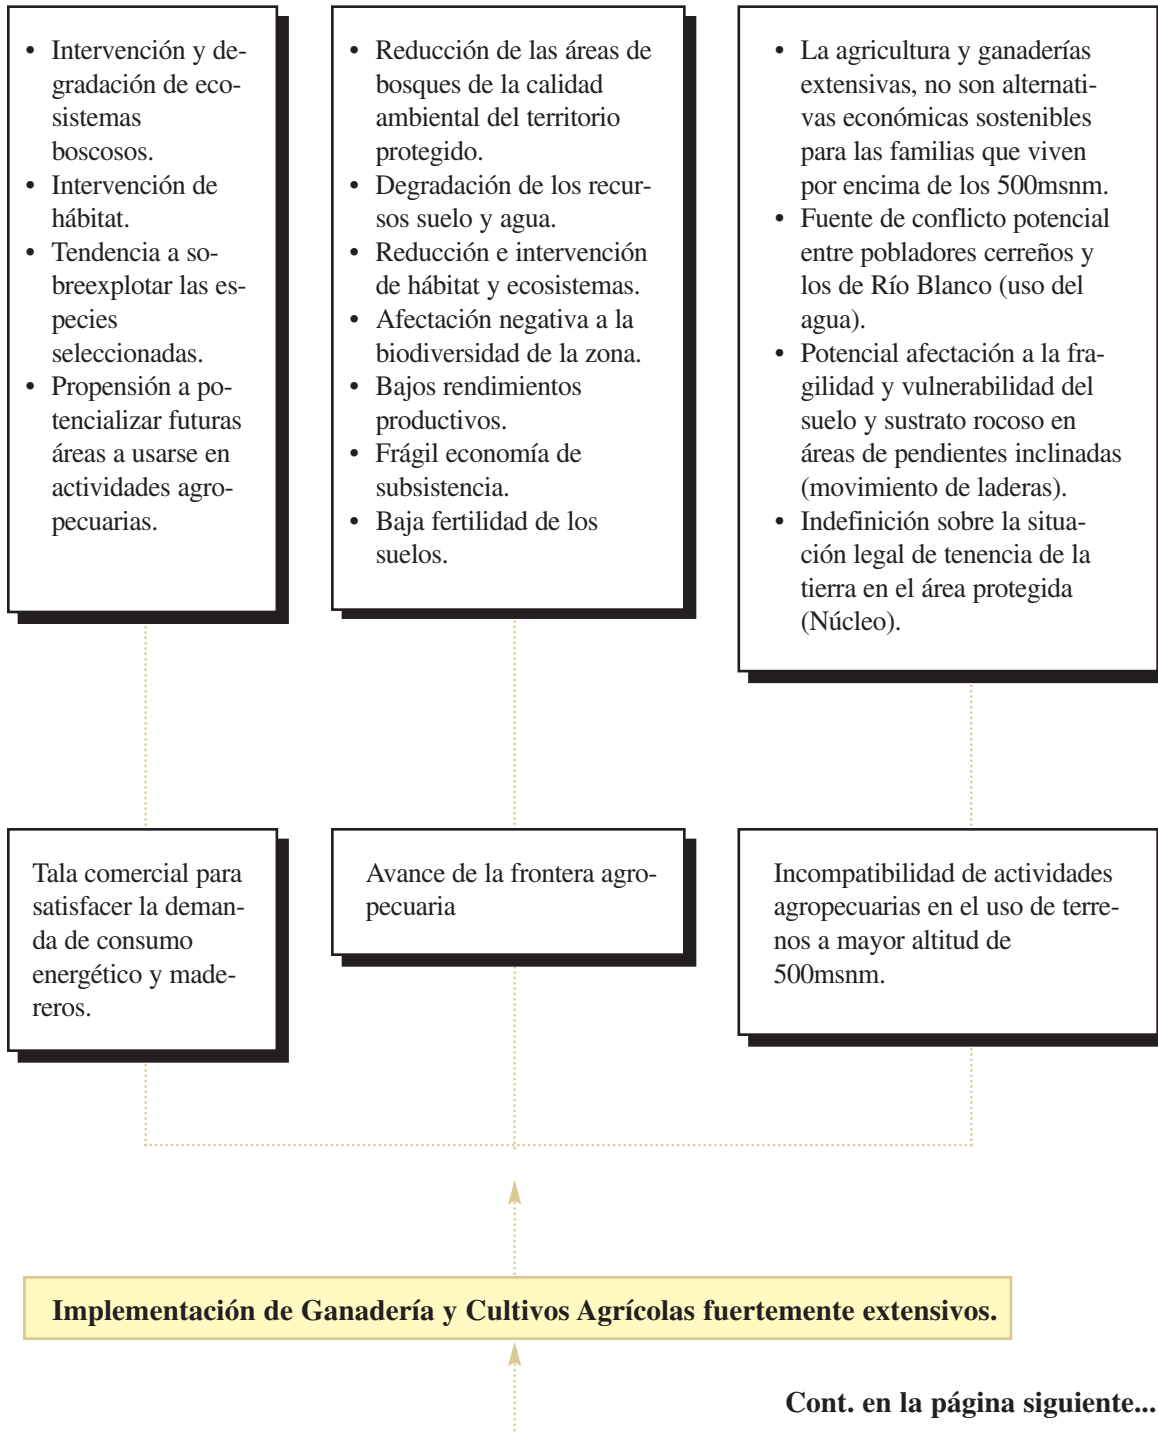 • Intervención y de-
gradación de eco-
sistemas
boscosos.
• Intervención de
hábitat.
• Tendencia a so-
breexplotar las es-
pecies
seleccionadas.
• Propensión a po-
tencializar futuras
áreas a usarse en
actividades agro-
pecuarias.
• Reducción de las áreas de
bosques de la calidad
ambiental del territorio
protegido.
• Degradación de los recur-
sos suelo y agua.
• Reducción e intervención
de hábitat y ecosistemas.
• Afectación negativa a la
biodiversidad de la zona.
• Bajos rendimientos
productivos.
• Frágil economía de
subsistencia.
• Baja fertilidad de los
suelos.
• La agricultura y ganaderías
extensivas, no son alternati-
vas económicas sostenibles
para las familias que viven
por encima de los 500msnm.
• Fuente de conflicto potencial
entre pobladores cerreños y
los de Río Blanco (uso del
agua).
• Potencial afectación a la fra-
gilidad y vulnerabilidad del
suelo y sustrato rocoso en
áreas de pendientes inclinadas
(movimiento de laderas).
• Indefinición sobre la situa-
ción legal de tenencia de la
tierra en el área protegida
(Núcleo).
Tala comercial para
satisfacer la deman-
da de consumo
energético y made-
reros.
Avance de la frontera agro-
pecuaria
Incompatibilidad de actividades
agropecuarias en el uso de terre-
nos a mayor altitud de
500msnm.
Implementación de Ganadería y Cultivos Agrícolas fuertemente extensivos.
Cont. en la página siguiente...